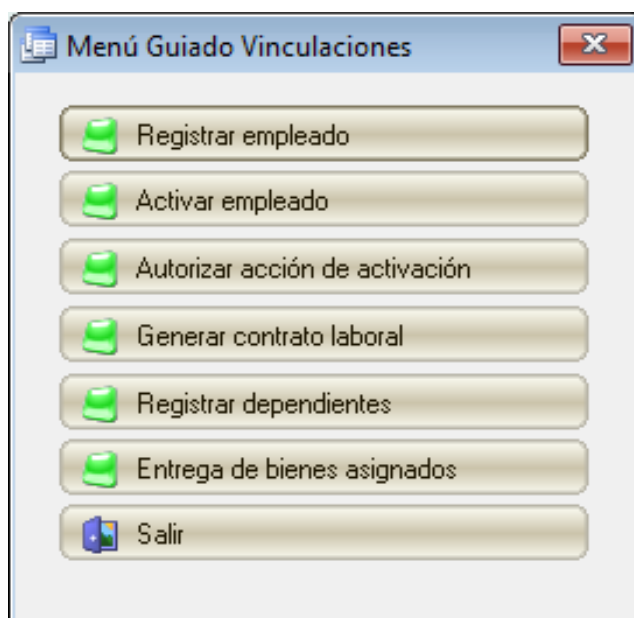 Menú Guiado Vinculaciones
Registrar empleado
Activar empleado
Autorizar acción de activación
Generar contrato laboral
Registrar dependientes
Entrega de bienes asignados
Salir